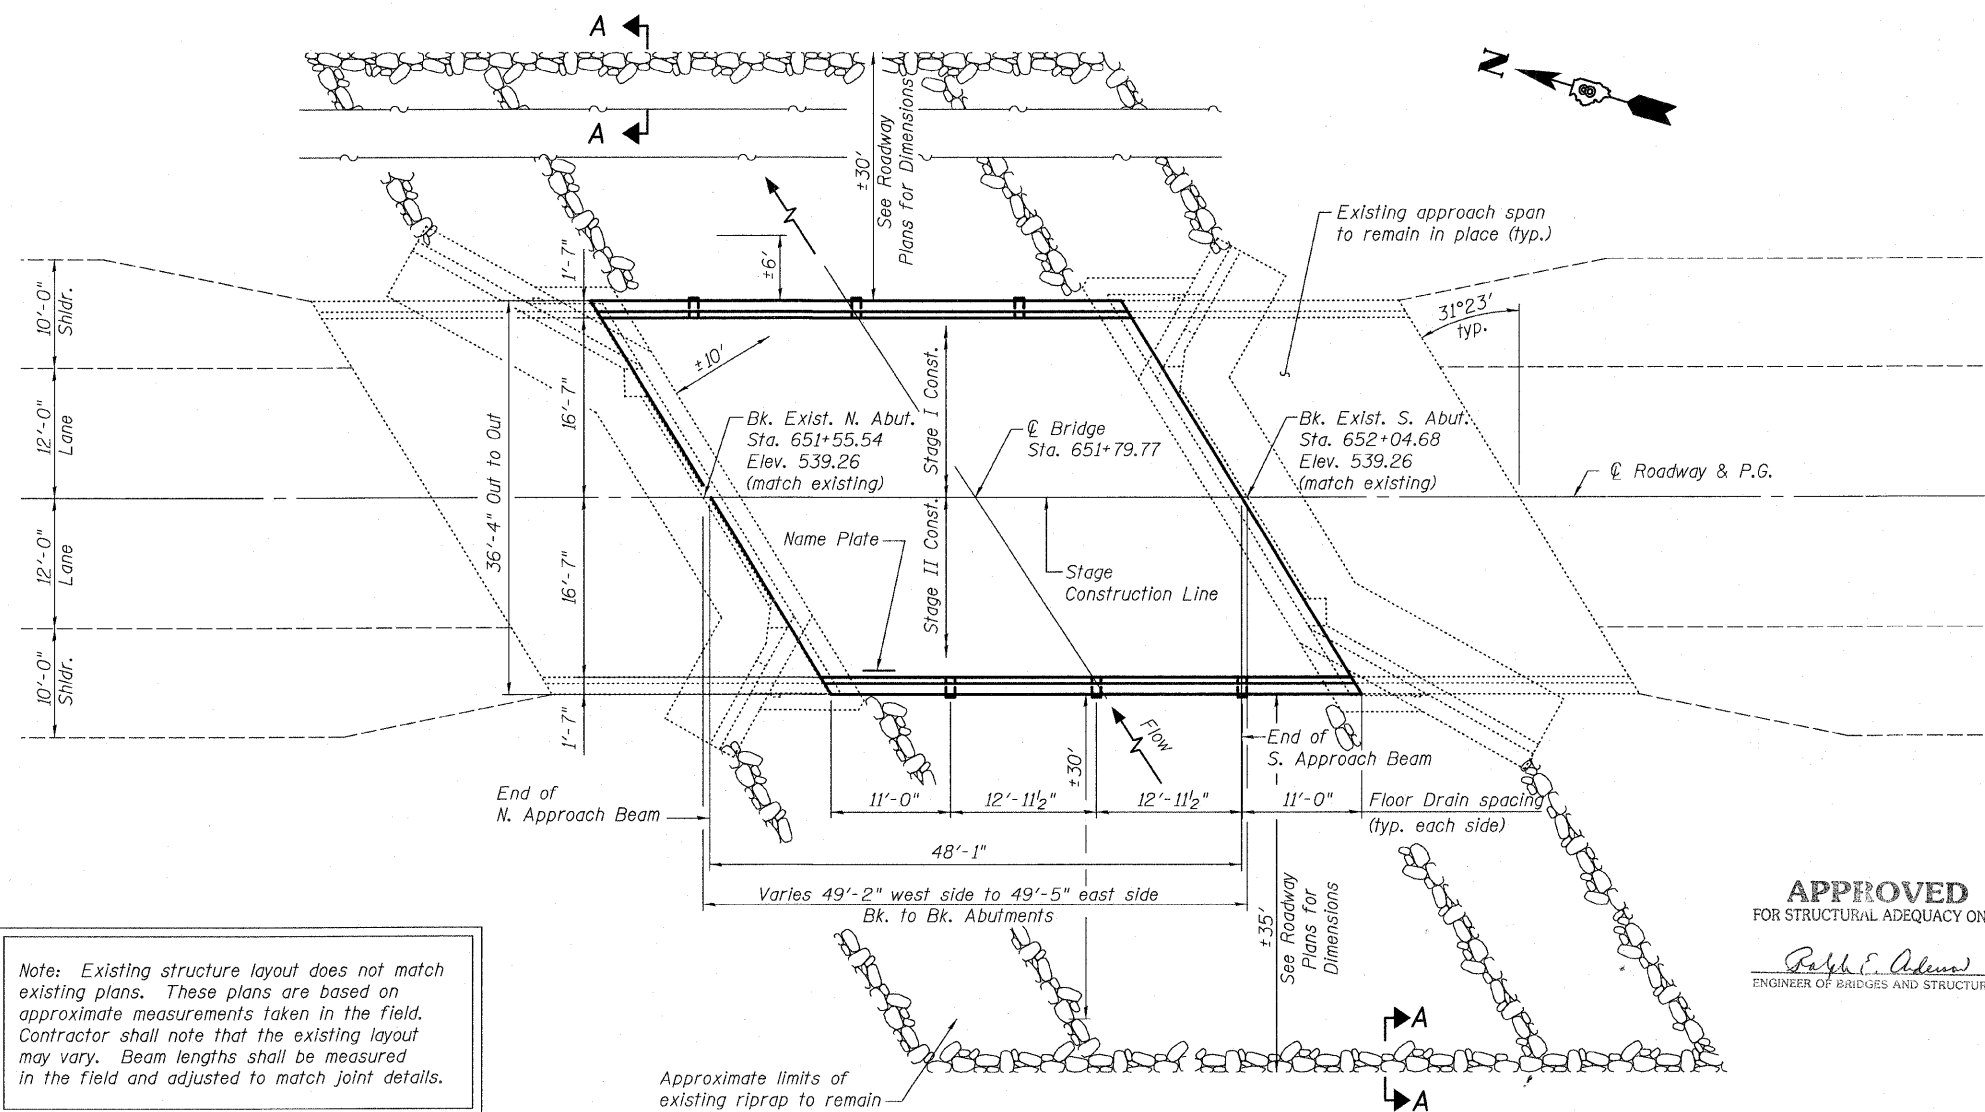 A
A
N
±30'
See Roadway
Plans for Dimensions
Existing approach span
to remain in place (typ.)
1'-7"
±6'
10'-0"
Shldr.
31°23'
typ.
±10'
12'-0"
Lane
16'-7"
Stage I Const.
Bk. Exist. N. Abut.
Sta. 651+55.54
Elev. 539.26
(match existing)
℄ Bridge
Sta. 651+79.77
Bk. Exist. S. Abut.
Sta. 652+04.68
Elev. 539.26
(match existing)
℄ Roadway & P.G.
36'-4" Out to Out
12'-0"
Lane
16'-7"
Name Plate
Stage II Const.
Stage
Construction Line
10'-0"
Shldr.
1'-7"
Flow
±30'
End of
S. Approach Beam
End of
N. Approach Beam
11'-0"
12'-11½"
12'-11½"
11'-0"
Floor Drain spacing
(typ. each side)
48'-1"
Varies 49'-2" west side to 49'-5" east side
Bk. to Bk. Abutments
±35'
See Roadway
Plans for
Dimensions
APPROVED
FOR STRUCTURAL ADEQUACY ON
Ralph E. Anderson
ENGINEER OF BRIDGES AND STRUCTUR
Note: Existing structure layout does not match
existing plans. These plans are based on
approximate measurements taken in the field.
Contractor shall note that the existing layout
may vary. Beam lengths shall be measured
in the field and adjusted to match joint details.
A
A
Approximate limits of
existing riprap to remain